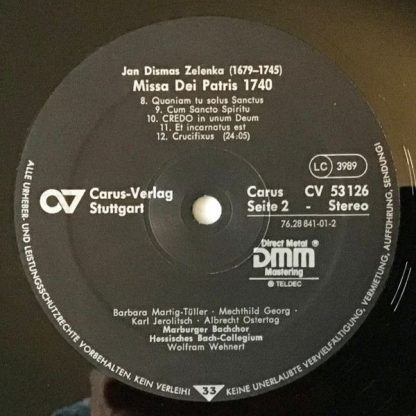 Jan Dismas Zelenka (1679–1745)
Missa Dei Patris 1740
8. Quoniam tu solus Sanctus
9. Cum Sancto Spiritu
10. CREDO in unum Deum
11. Et incarnatus est
12. Crucifixus (24:05)
LC 3989
Carus-Verlag
Stuttgart
Carus CV 53126
Seite 2 - Stereo
76.28 841-01-2
Direct Metal ®
DMM
Mastering
© TELDEC
Barbara Martig-Tüller · Mechthild Georg ·
Karl Jerolitsch · Albrecht Ostertag
Marburger Bachchor
Hessisches Bach-Collegium
Wolfram Wehnert
ALLE URHEBER- UND LEISTUNGSSCHUTZRECHTE VORBEHALTEN. KEIN VERLEIH! 33 KEINE UNERLAUBTE VERVIELFÄLTIGUNG, VERMIETUNG, AUFFÜHRUNG, SENDUNG!